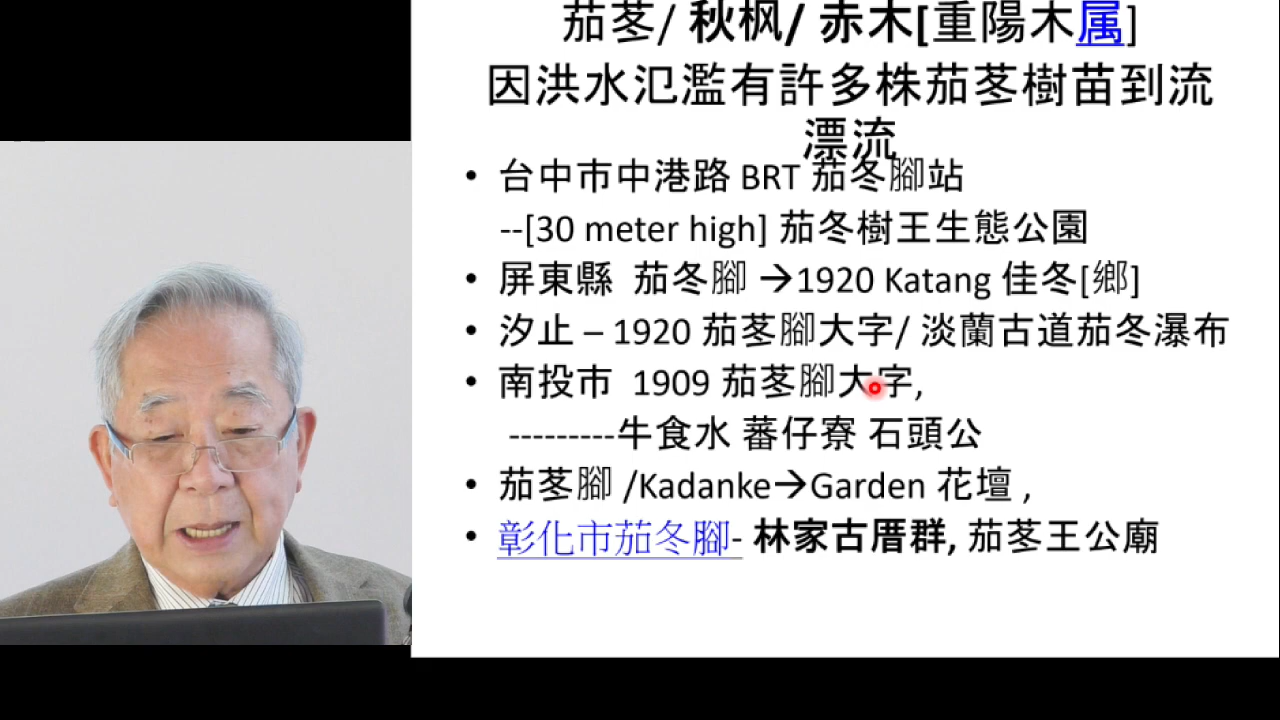 茄苳/ 秋枫/ 赤木[重陽木属]
因洪水氾濫有許多株茄苳樹苗到流
漂流
• 台中市中港路 BRT 茄冬腳站
--[30 meter high] 茄冬樹王生態公園
• 屏東縣 茄冬腳 →1920 Katang 佳冬[鄉]
• 汐止 – 1920 茄苳腳大字/ 淡蘭古道茄冬瀑布
• 南投市 1909 茄苳腳大字,
---------牛食水 蕃仔寮 石頭公
• 茄苳腳 /Kadanke→Garden 花壇 ,
• 彰化市茄冬腳- 林家古厝群, 茄苳王公廟